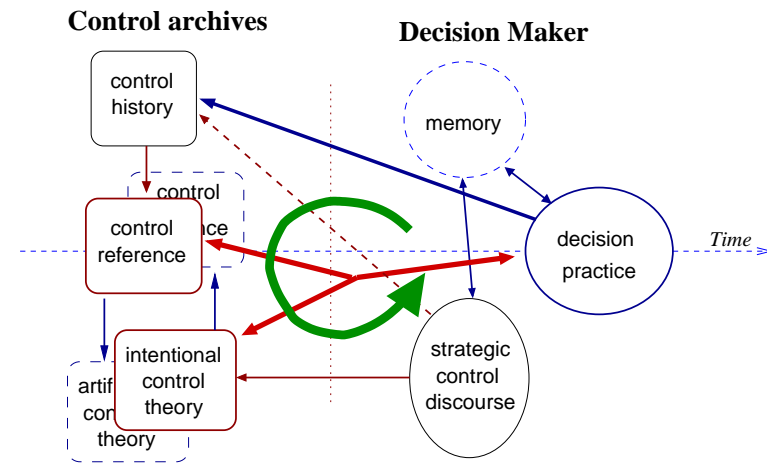 Control archives
Decision Maker
control
history
memory
control
control
reference
decision
practice
Time
intentional
control
theory
strategic
control
discourse
theory